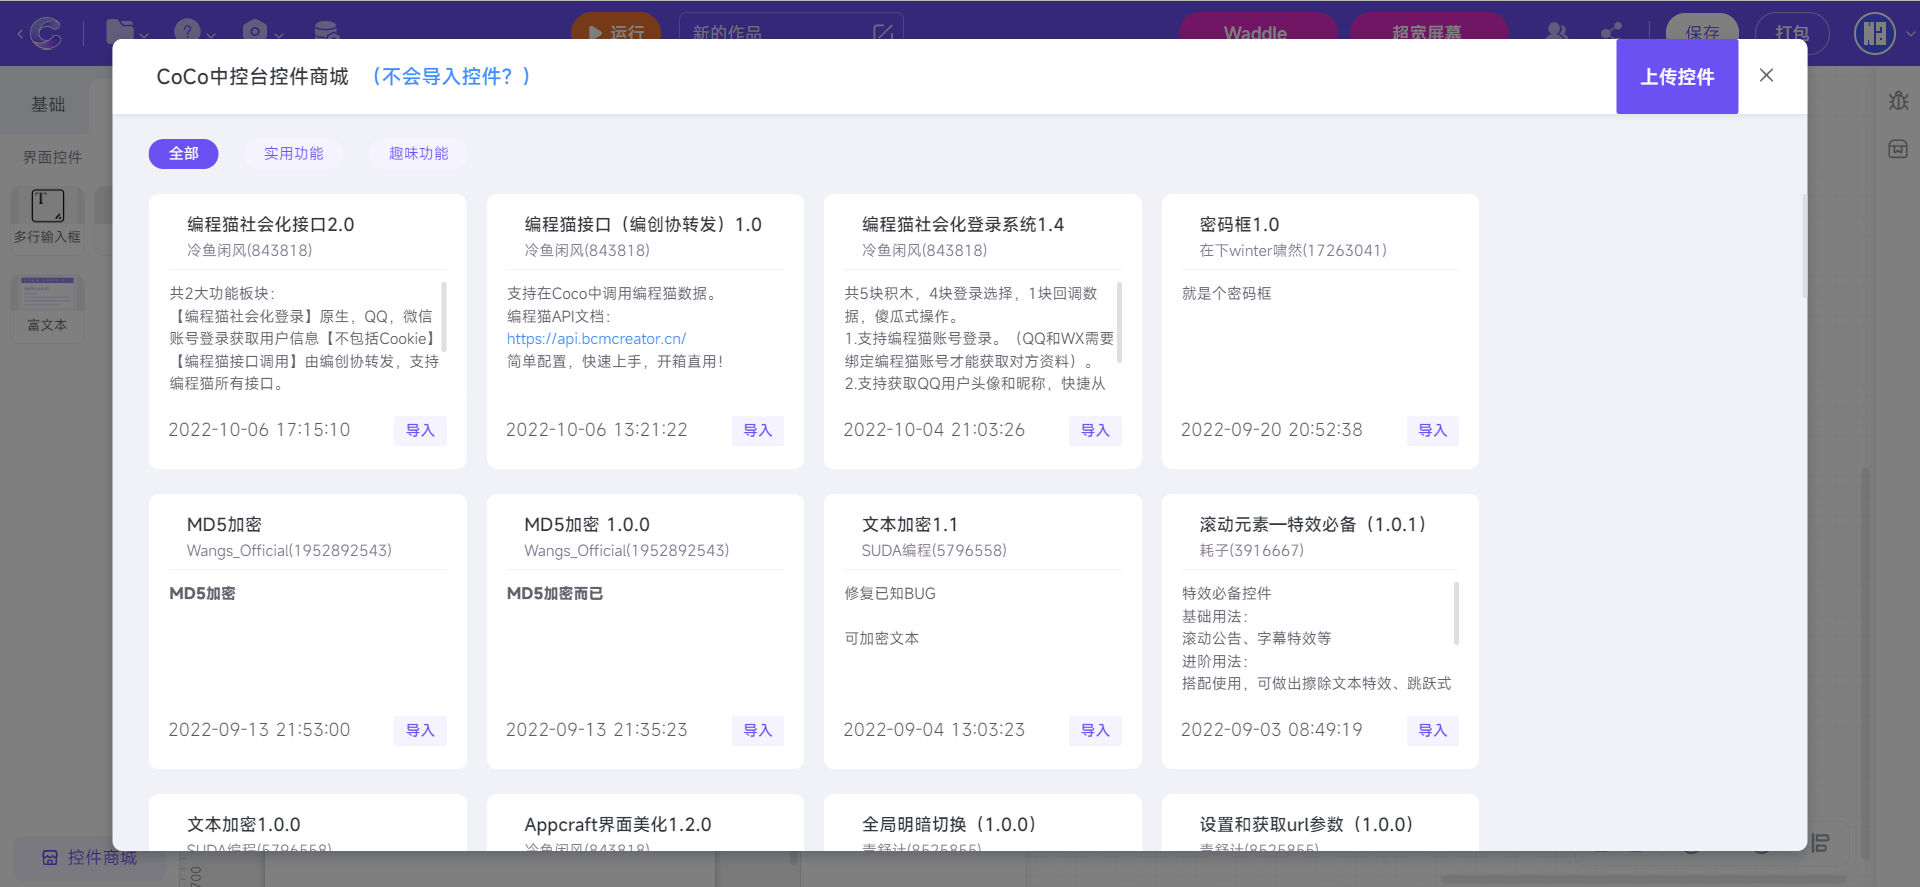 运行
新的作品
Waddle
超宽屏幕
保存
打包
CoCo中控台控件商城 （不会导入控件？）
上传控件
基础
界面控件
T
多行输入框
富文本
全部
实用功能
趣味功能
编程猫社会化接口2.0
冷鱼闲风(843818)
共2大功能板块：
【编程猫社会化登录】原生，QQ，微信
账号登录获取用户信息【不包括Cookie】
【编程猫接口调用】由编创协转发，支持
编程猫所有接口。
2022-10-06 17:15:10
导入
编程猫接口（编创协转发）1.0
冷鱼闲风(843818)
支持在Coco中调用编程猫数据。
编程猫API文档：
https://api.bcmcreator.cn/
简单配置，快速上手，开箱直用！
2022-10-06 13:21:22
导入
编程猫社会化登录系统1.4
冷鱼闲风(843818)
共5块积木，4块登录选择，1块回调数
据，傻瓜式操作。
1.支持编程猫账号登录。（QQ和WX需要
绑定编程猫账号才能获取对方资料）。
2.支持获取QQ用户头像和昵称，快捷从
2022-10-04 21:03:26
导入
密码框1.0
在下winter啸然(17263041)
就是个密码框
2022-09-20 20:52:38
导入
MD5加密
Wangs_Official(1952892543)
MD5加密
2022-09-13 21:53:00
导入
MD5加密 1.0.0
Wangs_Official(1952892543)
MD5加密而已
2022-09-13 21:35:23
导入
文本加密1.1
SUDA编程(5796558)
修复已知BUG
可加密文本
2022-09-04 13:03:23
导入
滚动元素—特效必备（1.0.1）
耗子(3916667)
特效必备控件
基础用法：
滚动公告、字幕特效等
进阶用法：
搭配使用，可做出擦除文本特效、跳跃式
2022-09-03 08:49:19
导入
文本加密1.0.0
SUDA编程(5796558)
Appcraft界面美化1.2.0
冷鱼闲风(843818)
全局明暗切换（1.0.0）
青舒计(8525855)
设置和获取url参数（1.0.0）
青舒计(8525855)
控件商城
700